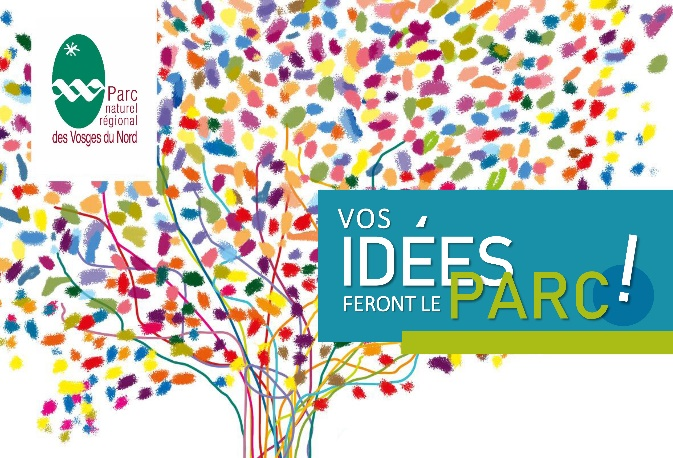 Parc
naturel
régional
des Vosges du Nord
VOS
IDÉES
FERONT LE PARC !